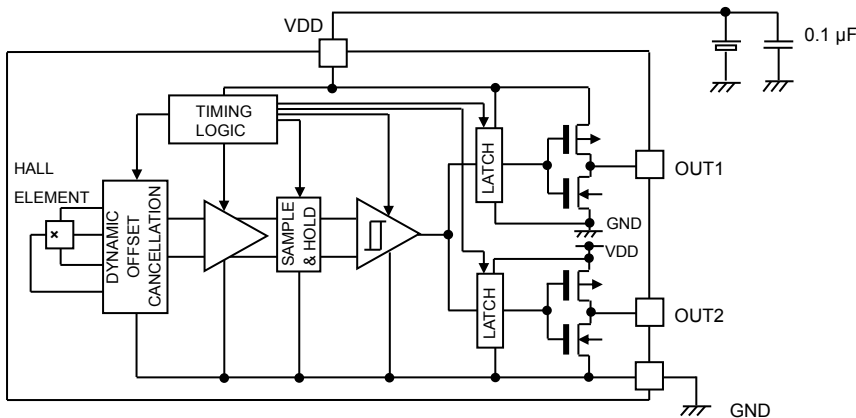 VDD
0.1 µF
TIMING
LOGIC
HALL
ELEMENT
×
DYNAMIC
OFFSET
CANCELLATION
SAMPLE
& HOLD
LATCH
OUT1
GND
VDD
LATCH
OUT2
GND